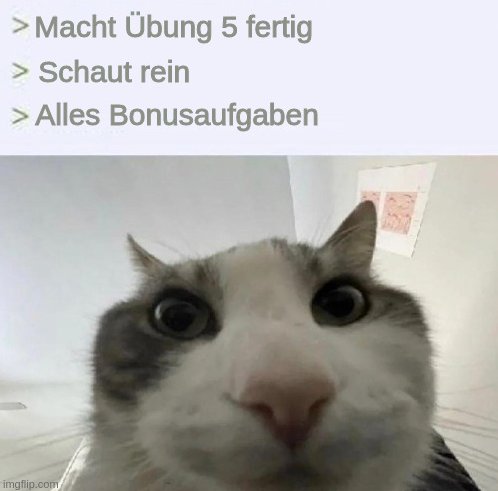 > Macht Übung 5 fertig
> Schaut rein
> Alles Bonusaufgaben
imgflip.com